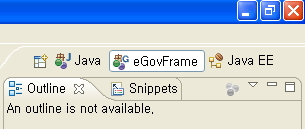 Java eGovFrame Java EE
Outline Snippets
An outline is not available.